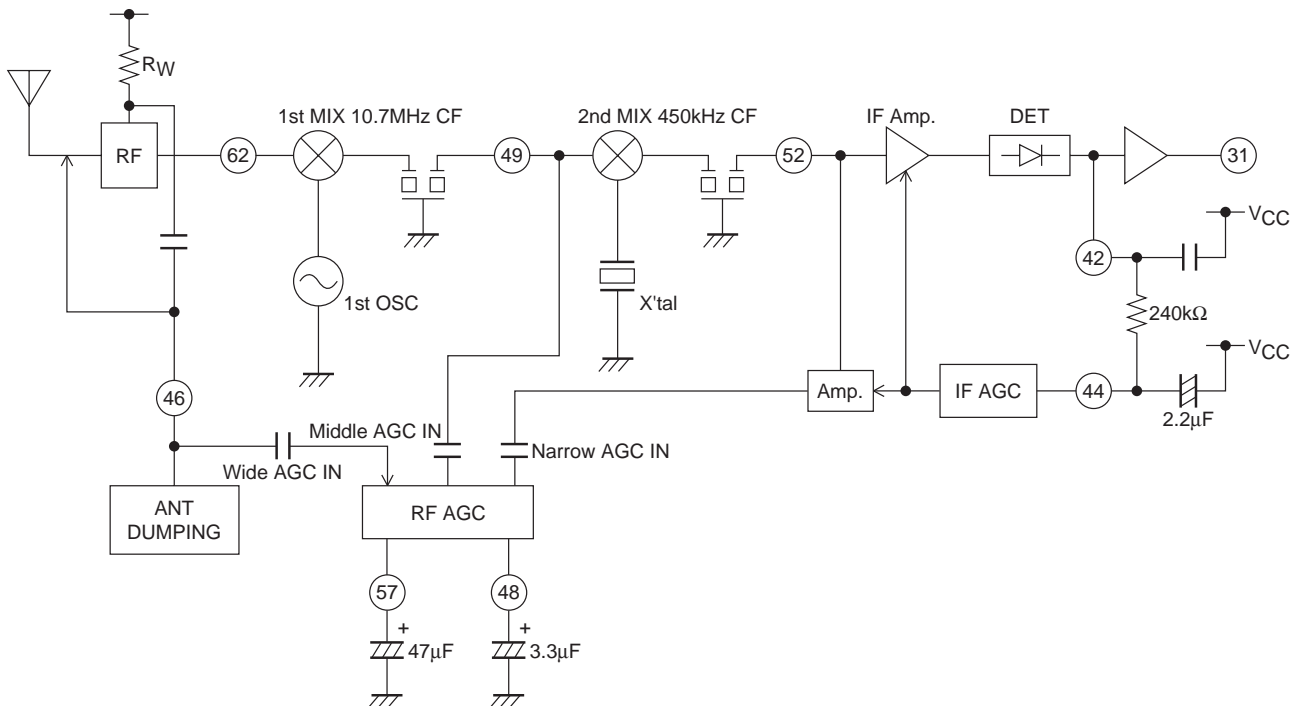 RW
RF
62
1st MIX 10.7MHz CF
49
2nd MIX 450kHz CF
52
IF Amp.
DET
31
VCC
42
1st OSC
X'tal
240kΩ
VCC
46
Amp.
IF AGC
44
2.2μF
Middle AGC IN
Narrow AGC IN
Wide AGC IN
ANT
DUMPING
RF AGC
57
48
+
47μF
+
3.3μF